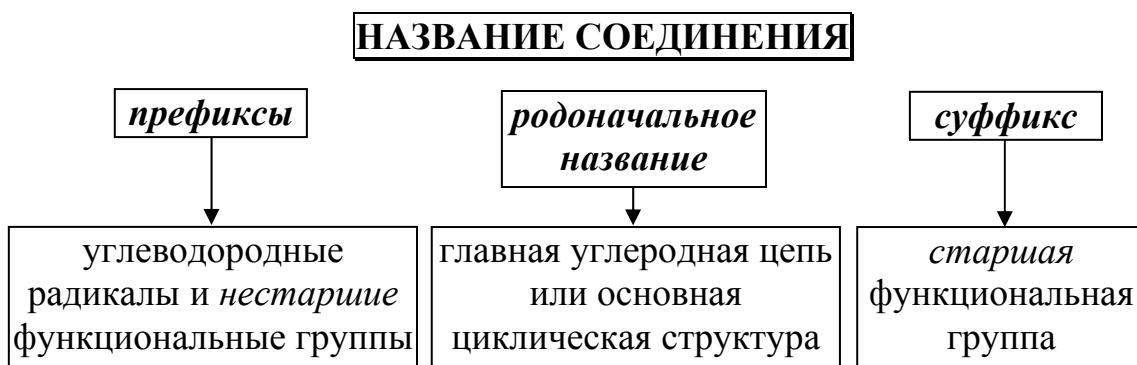 НАЗВАНИЕ СОЕДИНЕНИЯ
префиксы
родоначальное
название
суффикс
углеводородные
радикалы и нестаршие
функциональные группы
главная углеродная цепь
или основная
циклическая структура
старшая
функциональная
группа